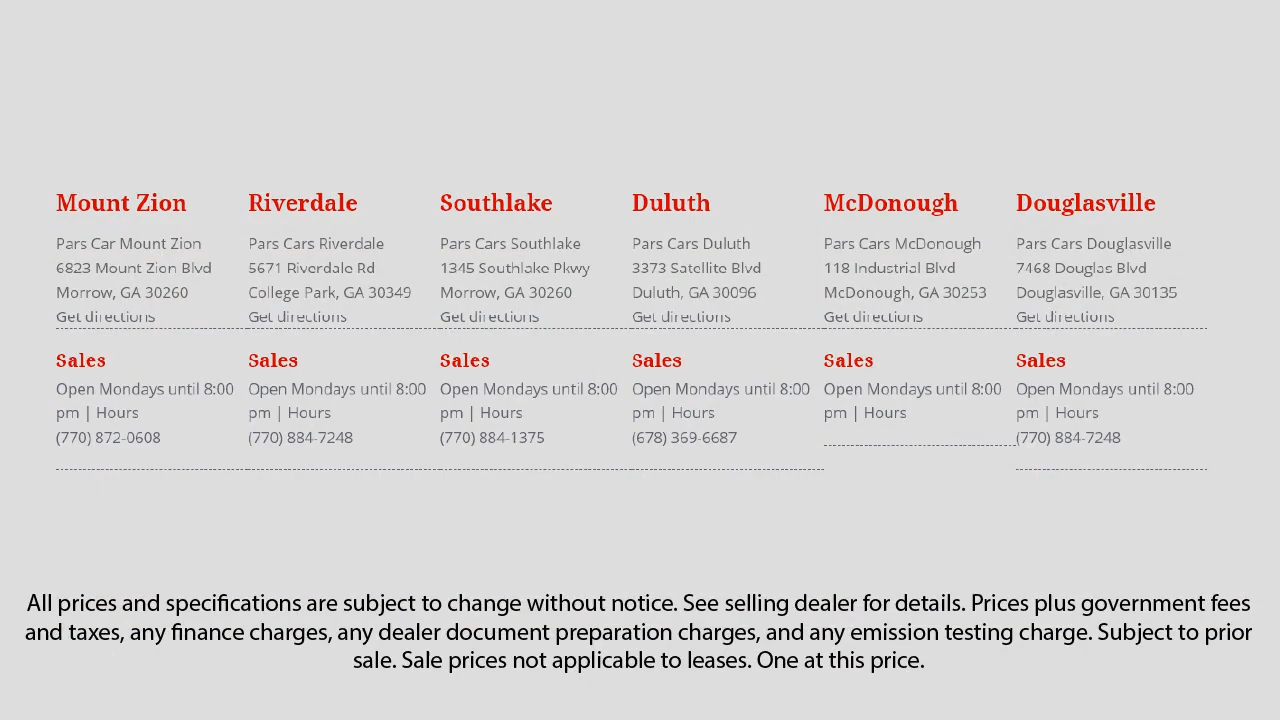 Mount Zion
Pars Car Mount Zion
6823 Mount Zion Blvd
Morrow, GA 30260
Get directions
Sales
Open Mondays until 8:00
pm | Hours
(770) 872-0608
Riverdale
Pars Cars Riverdale
5671 Riverdale Rd
College Park, GA 30349
Get directions
Sales
Open Mondays until 8:00
pm | Hours
(770) 884-7248
Southlake
Pars Cars Southlake
1345 Southlake Pkwy
Morrow, GA 30260
Get directions
Sales
Open Mondays until 8:00
pm | Hours
(770) 884-1375
Duluth
Pars Cars Duluth
3373 Satellite Blvd
Duluth, GA 30096
Get directions
Sales
Open Mondays until 8:00
pm | Hours
(678) 369-6687
McDonough
Pars Cars McDonough
118 Industrial Blvd
McDonough, GA 30253
Get directions
Sales
Open Mondays until 8:00
pm | Hours
Douglasville
Pars Cars Douglasville
7468 Douglas Blvd
Douglasville, GA 30135
Get directions
Sales
Open Mondays until 8:00
pm | Hours
(770) 884-7248
All prices and specifications are subject to change without notice. See selling dealer for details. Prices plus government fees
and taxes, any finance charges, any dealer document preparation charges, and any emission testing charge. Subject to prior
sale. Sale prices not applicable to leases. One at this price.